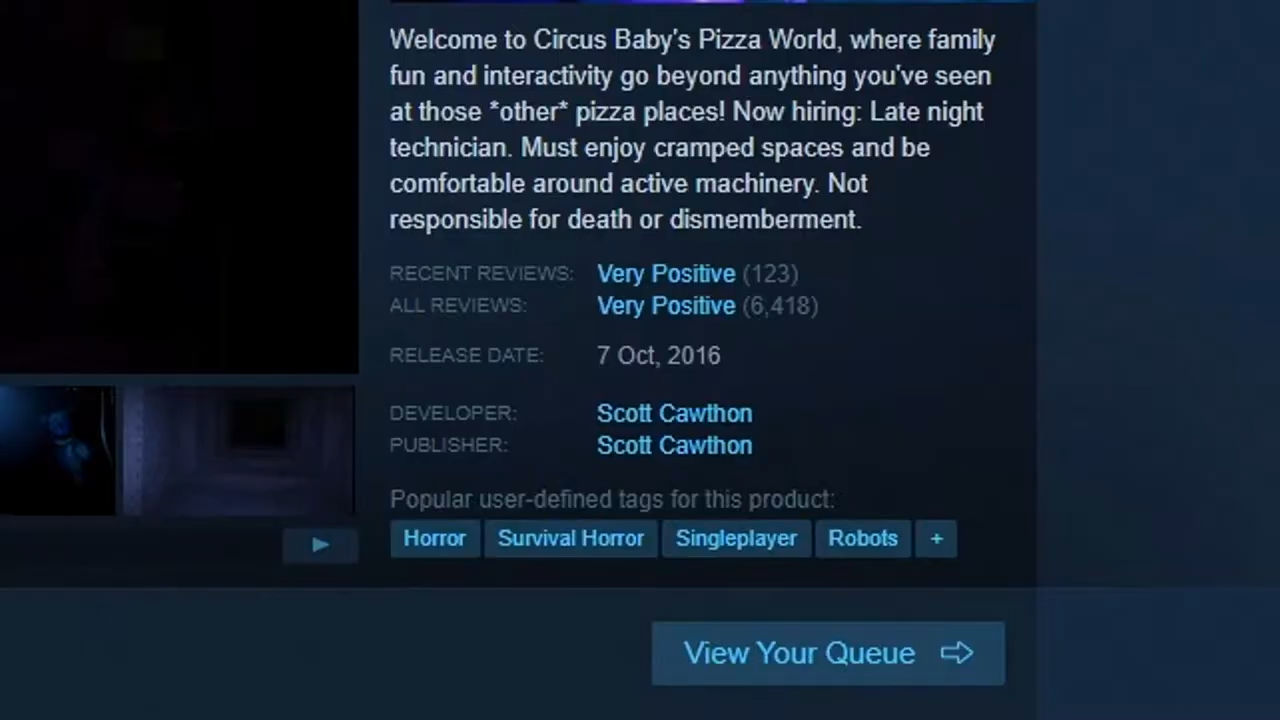 Welcome to Circus Baby's Pizza World, where family
fun and interactivity go beyond anything you've seen
at those *other* pizza places! Now hiring: Late night
technician. Must enjoy cramped spaces and be
comfortable around active machinery. Not
responsible for death or dismemberment.
RECENT REVIEWS: Very Positive (123)
ALL REVIEWS: Very Positive (6,418)
RELEASE DATE: 7 Oct, 2016
DEVELOPER: Scott Cawthon
PUBLISHER: Scott Cawthon
Popular user-defined tags for this product:
Horror Survival Horror Singleplayer Robots +
View Your Queue